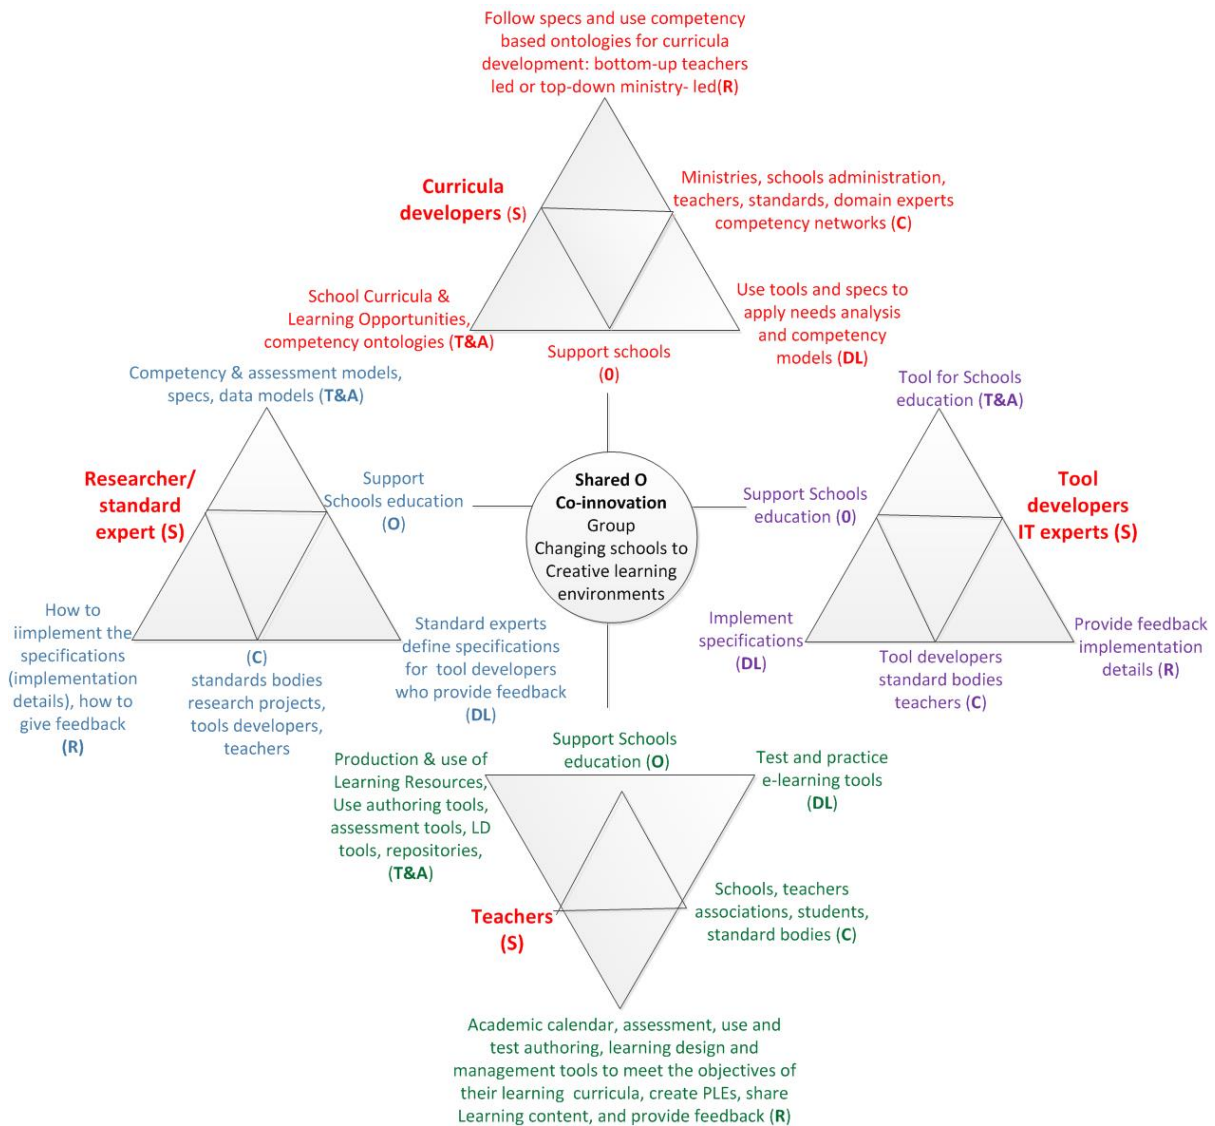 Follow specs and use competency
based ontologies for curricula
development: bottom-up teachers
led or top-down ministry- led(R)
Curricula
developers (S)
Ministries, schools administration,
teachers, standards, domain experts
competency networks (C)
School Curricula &
Learning Opportunities,
competency ontologies (T&A)
Use tools and specs to
apply needs analysis
and competency
models (DL)
Support schools
(0)
Competency & assessment models,
specs, data models (T&A)
Researcher/
standard
expert (S)
Support
Schools education
(O)
How to
iimplement the
specifications
(implementation
details), how to
give feedback
(R)
(C)
standards bodies
research projects,
tools developers,
teachers
Standard experts
define specifications
for tool developers
who provide feedback
(DL)
Shared O
Co-innovation
Group
Changing schools to
Creative learning
environments
Tool for Schools
education (T&A)
Support Schools
education (0)
Tool
developers
IT experts (S)
Implement
specifications
(DL)
Tool developers
standard bodies
teachers (C)
Provide feedback
implementation
details (R)
Support Schools
education (O)
Production & use of
Learning Resources,
Use authoring tools,
assessment tools, LD
tools, repositories,
(T&A)
Test and practice
e-learning tools
(DL)
Teachers
(S)
Schools, teachers
associations, students,
standard bodies (C)
Academic calendar, assessment, use and
test authoring, learning design and
management tools to meet the objectives of
their learning curricula, create PLEs, share
Learning content, and provide feedback (R)